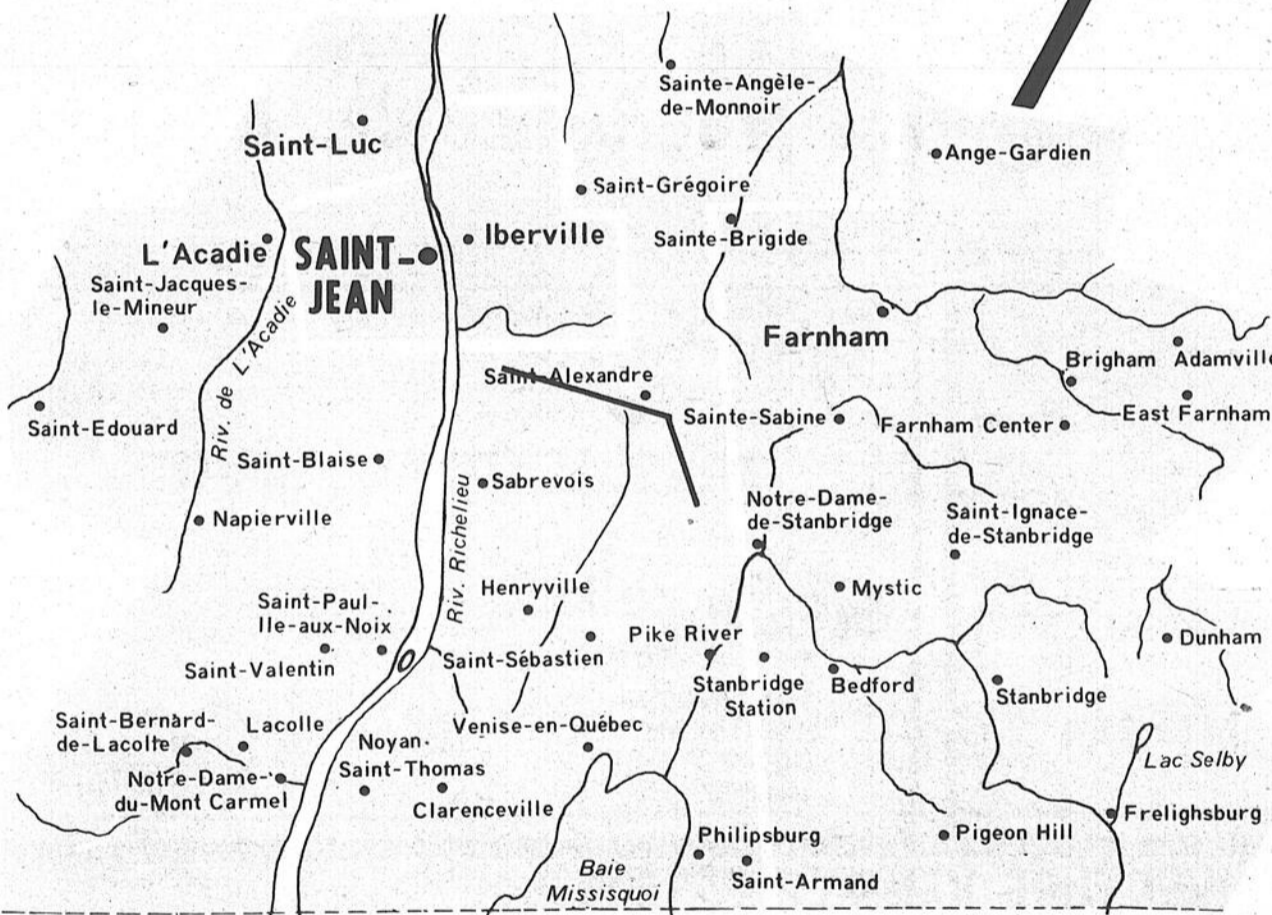 Sainte-Angèle-
de-Monnoir
Saint-Luc
Ange-Gardien
Saint-Grégoire
Sainte-Brigide
Iberville
L'Acadie
SAINT-
JEAN
Saint-Jacques-
le-Mineur
Riv. de L'Acadie
Farnham
Brigham
Adamville
Saint-Alexandre
Saint-Edouard
Sainte-Sabine
Farnham Center
East Farnham
Saint-Blaise
Sabrevois
Napierville
Riv. Richelieu
Notre-Dame-
de-Stanbridge
Saint-Ignace-
de-Stanbridge
Henryville
Mystic
Saint-Paul-
Ile-aux-Noix
Saint-Valentin
Saint-Sébastien
Pike River
Stanbridge
Station
Bedford
Stanbridge
Dunham
Saint-Bernard-
de-Lacolle
Lacolle
Venise-en-Québec
Noyan
Saint-Thomas
Notre-Dame-
du-Mont Carmel
Clarenceville
Lac Selby
Frelighsburg
Philipsburg
Pigeon Hill
Saint-Armand
Baie
Missisquoi